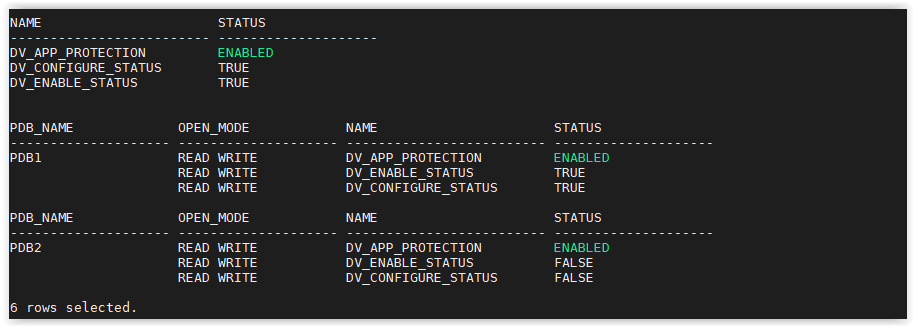 NAME                      STATUS
------------------------- --------------------
DV_APP_PROTECTION         ENABLED
DV_CONFIGURE_STATUS       TRUE
DV_ENABLE_STATUS          TRUE
PDB_NAME             OPEN_MODE            NAME                      STATUS
-------------------- -------------------- ------------------------- --------------------
PDB1                 READ WRITE           DV_APP_PROTECTION         ENABLED
                     READ WRITE           DV_ENABLE_STATUS          TRUE
                     READ WRITE           DV_CONFIGURE_STATUS       TRUE
PDB_NAME             OPEN_MODE            NAME                      STATUS
-------------------- -------------------- ------------------------- --------------------
PDB2                 READ WRITE           DV_APP_PROTECTION         ENABLED
                     READ WRITE           DV_ENABLE_STATUS          FALSE
                     READ WRITE           DV_CONFIGURE_STATUS       FALSE
6 rows selected.